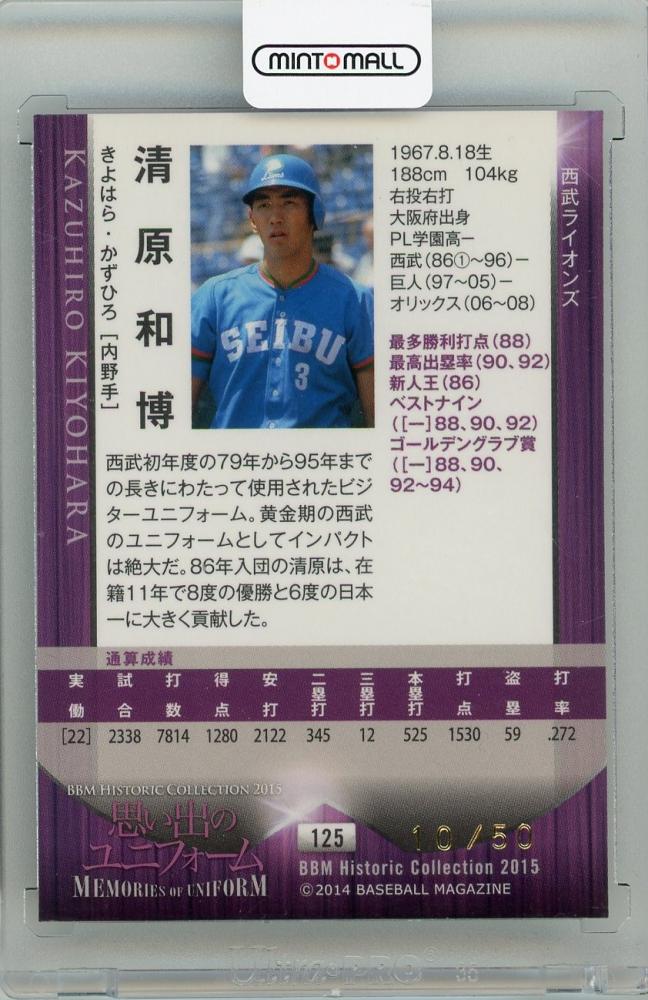 MINTMALL
KAZUHIRO KIYOHARA
きよはら・かずひろ[内野手]
清原和博
Lions
SEIBU
3
1967.8.18生
188cm 104kg
右投右打
大阪府出身
PL学園高ー
西武(86①〜96)ー
巨人(97〜05)ー
オリックス(06〜08)
最多勝利打点(88)
最高出塁率(90、92)
新人王(86)
ベストナイン
([一]88、90、92)
ゴールデングラブ賞
([一]88、90、
92〜94)
西武ライオンズ
西武初年度の79年から95年まで
の長きにわたって使用されたビジ
ターユニフォーム。黄金期の西武
のユニフォームとしてインパクト
は絶大だ。86年入団の清原は、在
籍11年で8度の優勝と6度の日本
一に大きく貢献した。
通算成績
実働 試合 打数 得点 安打 二塁打 三塁打 本塁打 打点 盗塁 打率
[22] 2338 7814 1280 2122 345 12 525 1530 59 .272
BBM HISTORIC COLLECTION 2015
思い出の
ユニフォーム
MEMORIES OF UNIFORM
125
10/50
BBM Historic Collection 2015
©2014 BASEBALL MAGAZINE
UltraPRO®
35